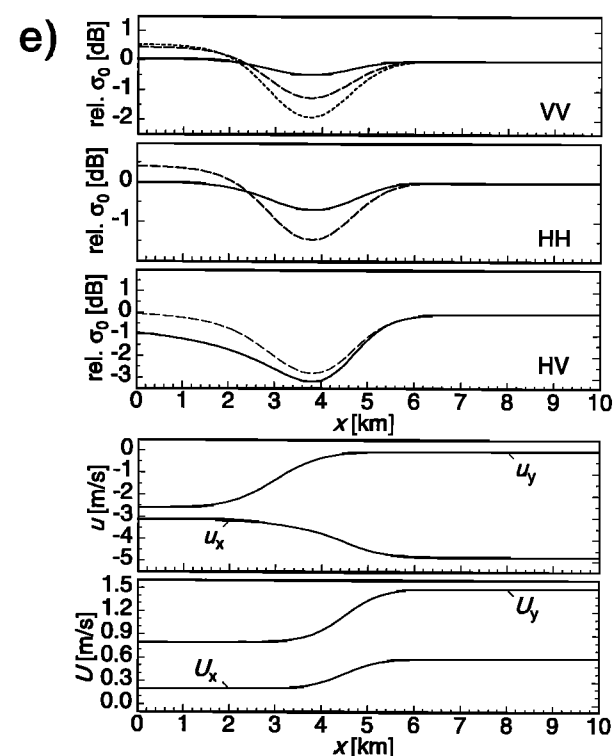 e)
rel. σ0 [dB]
1
0
-1
-2
VV
rel. σ0 [dB]
0
-1
HH
rel. σ0 [dB]
1
0
-1
-2
-3
HV
0 1 2 3 4 5 6 7 8 9 10
x [km]
u [m/s]
0
-1
-2
-3
-4
-5
uy
ux
U [m/s]
1.5
1.2
0.9
0.6
0.3
0.0
Uy
Ux
0 1 2 3 4 5 6 7 8 9 10
x [km]